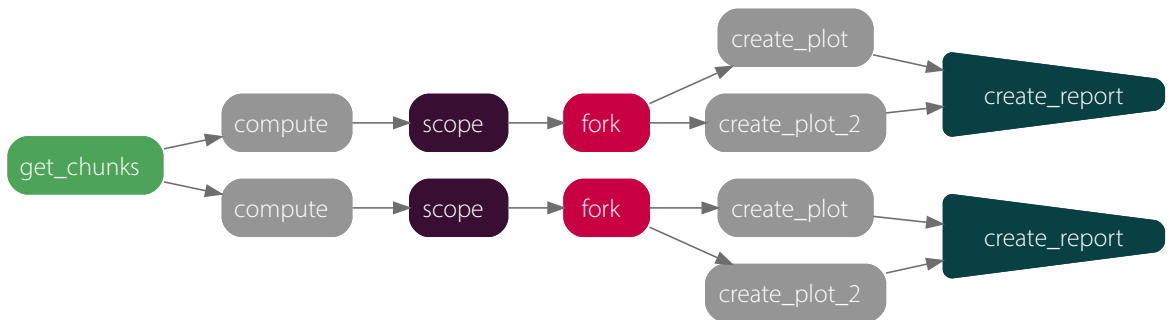 create_plot
create_report
compute
scope
fork
create_plot_2
get_chunks
compute
scope
fork
create_plot
create_report
create_plot_2